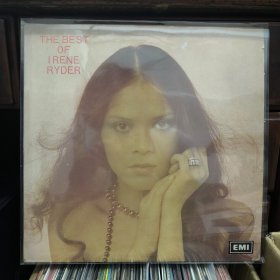 THE BEST
OF
IRENE
RYDER
EMI